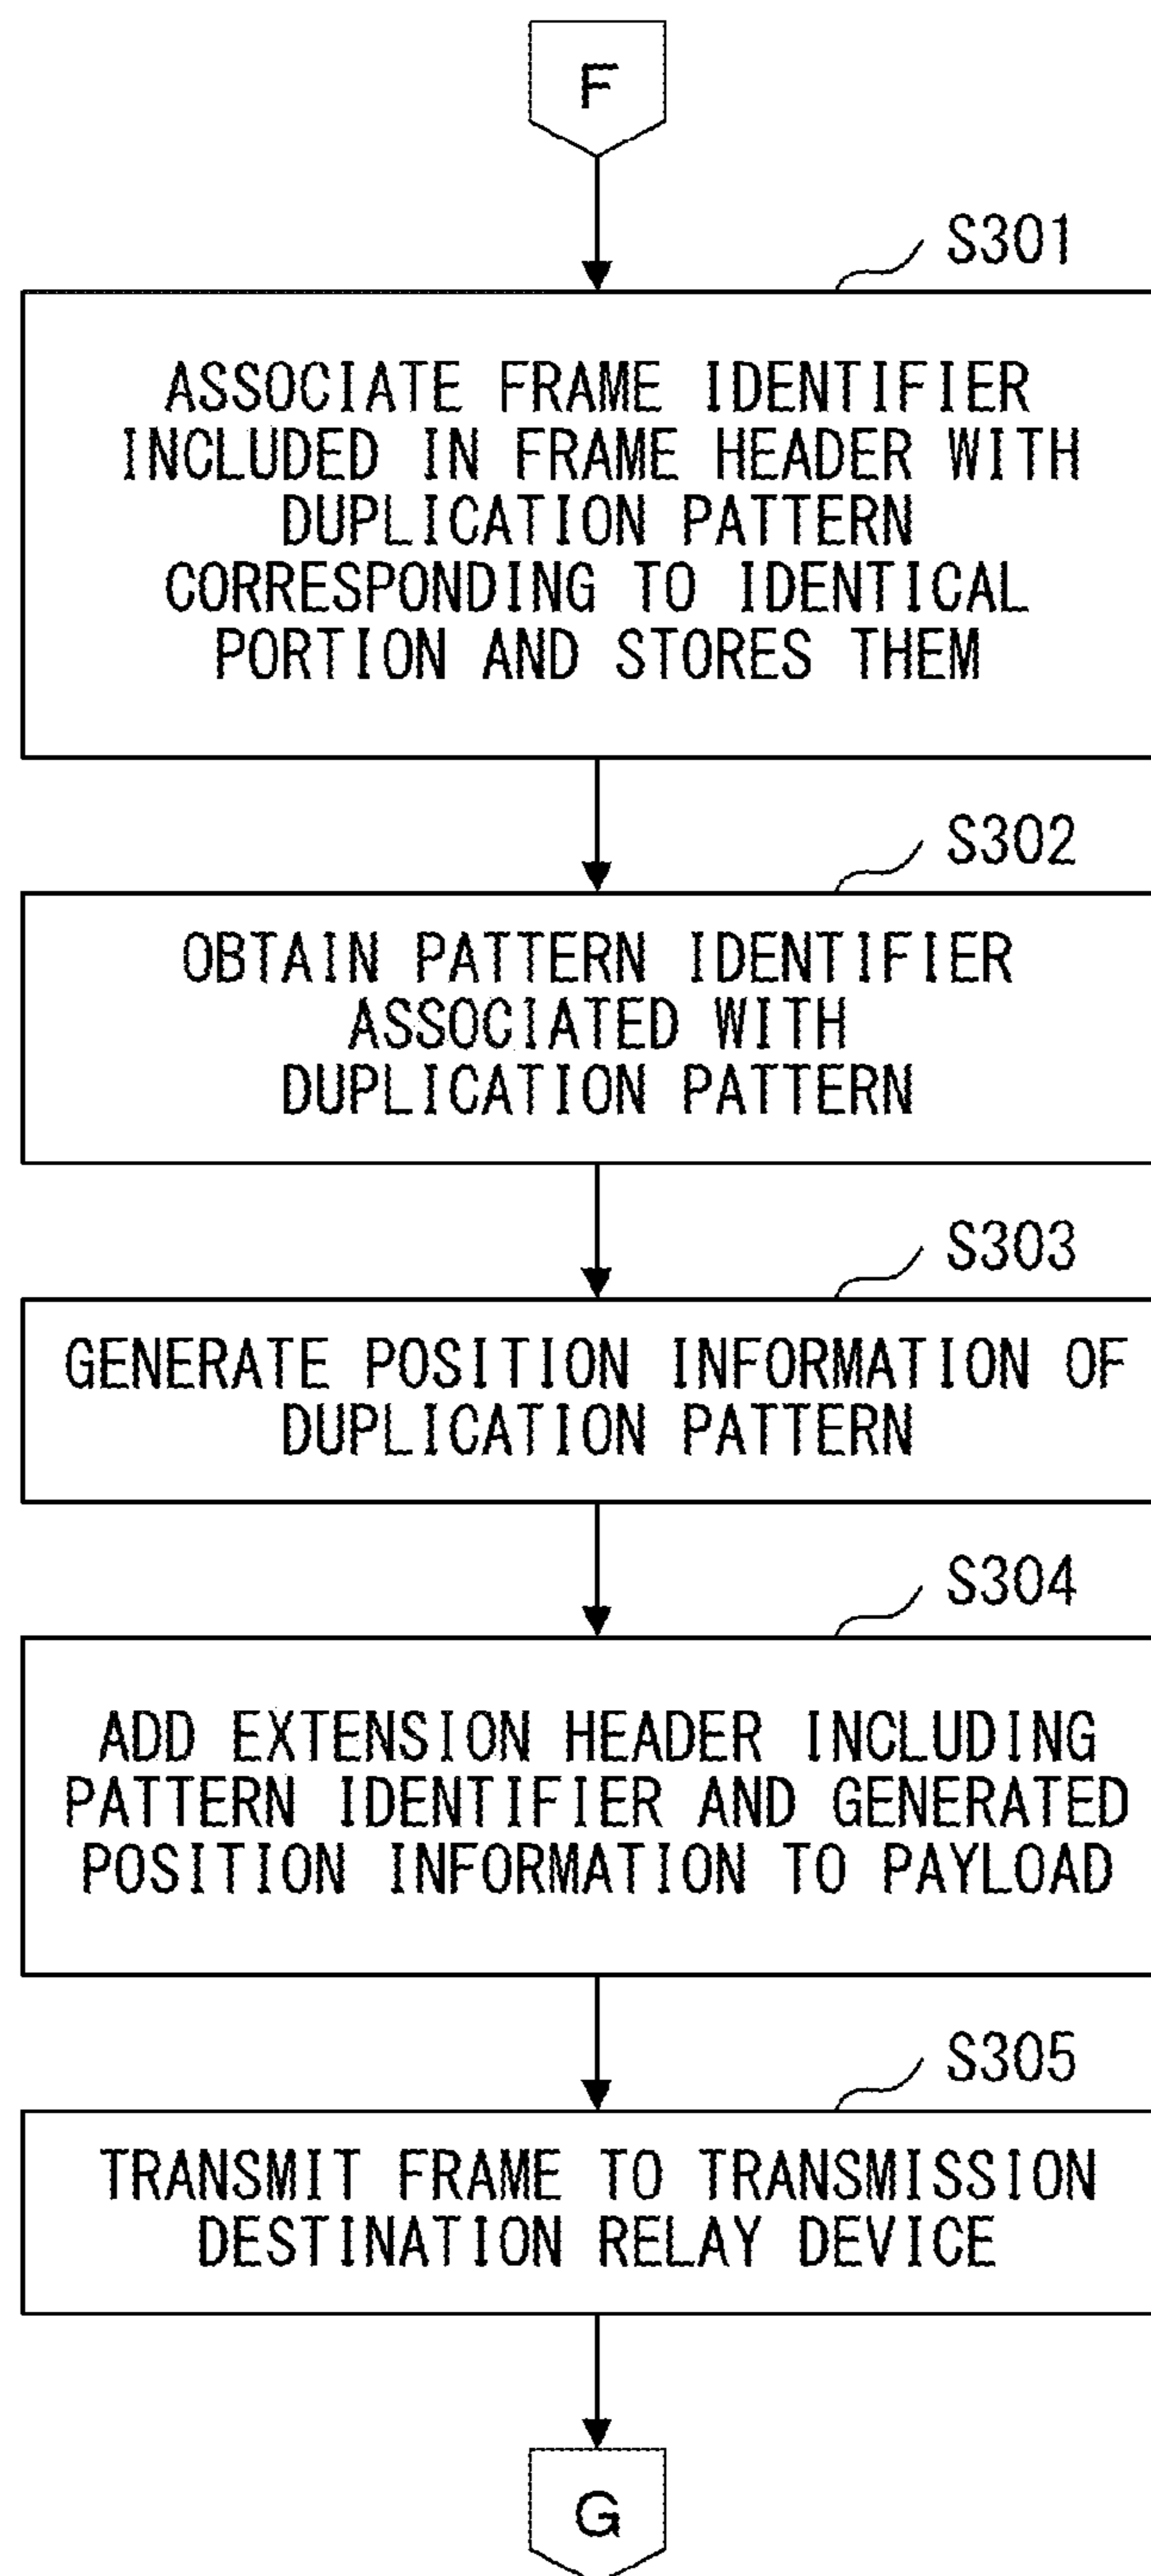 F
S301
ASSOCIATE FRAME IDENTIFIER
INCLUDED IN FRAME HEADER WITH
DUPLICATION PATTERN
CORRESPONDING TO IDENTICAL
PORTION AND STORES THEM
S302
OBTAIN PATTERN IDENTIFIER
ASSOCIATED WITH
DUPLICATION PATTERN
S303
GENERATE POSITION INFORMATION OF
DUPLICATION PATTERN
S304
ADD EXTENSION HEADER INCLUDING
PATTERN IDENTIFIER AND GENERATED
POSITION INFORMATION TO PAYLOAD
S305
TRANSMIT FRAME TO TRANSMISSION
DESTINATION RELAY DEVICE
G